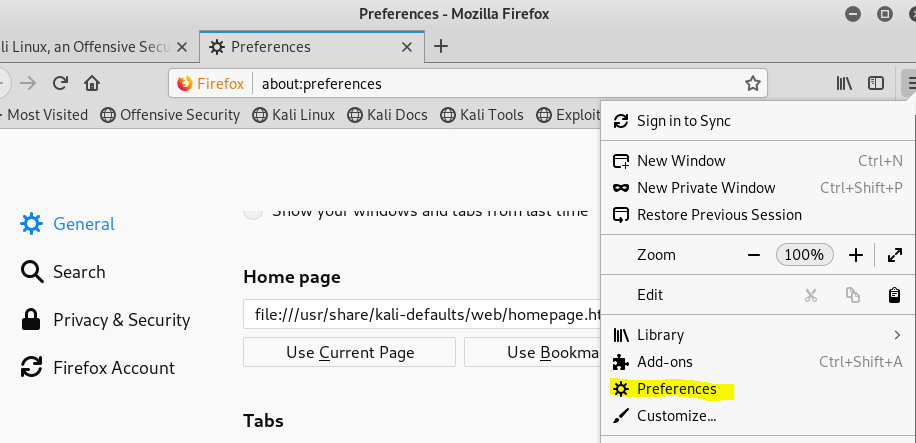 Preferences - Mozilla Firefox
li Linux, an Offensive Secu
Preferences
Firefox about:preferences
Most Visited Offensive Security Kali Linux Kali Docs Kali Tools Exploit
Show your windows and tabs from last time
General
Search
Privacy & Security
Firefox Account
Home page
file:///usr/share/kali-defaults/web/homepage.ht
Use Current Page Use Bookma
Tabs
Sign in to Sync
New Window Ctrl+N
New Private Window Ctrl+Shift+P
Restore Previous Session
Zoom 100%
Edit
Library
Add-ons Ctrl+Shift+A
Preferences
Customize...